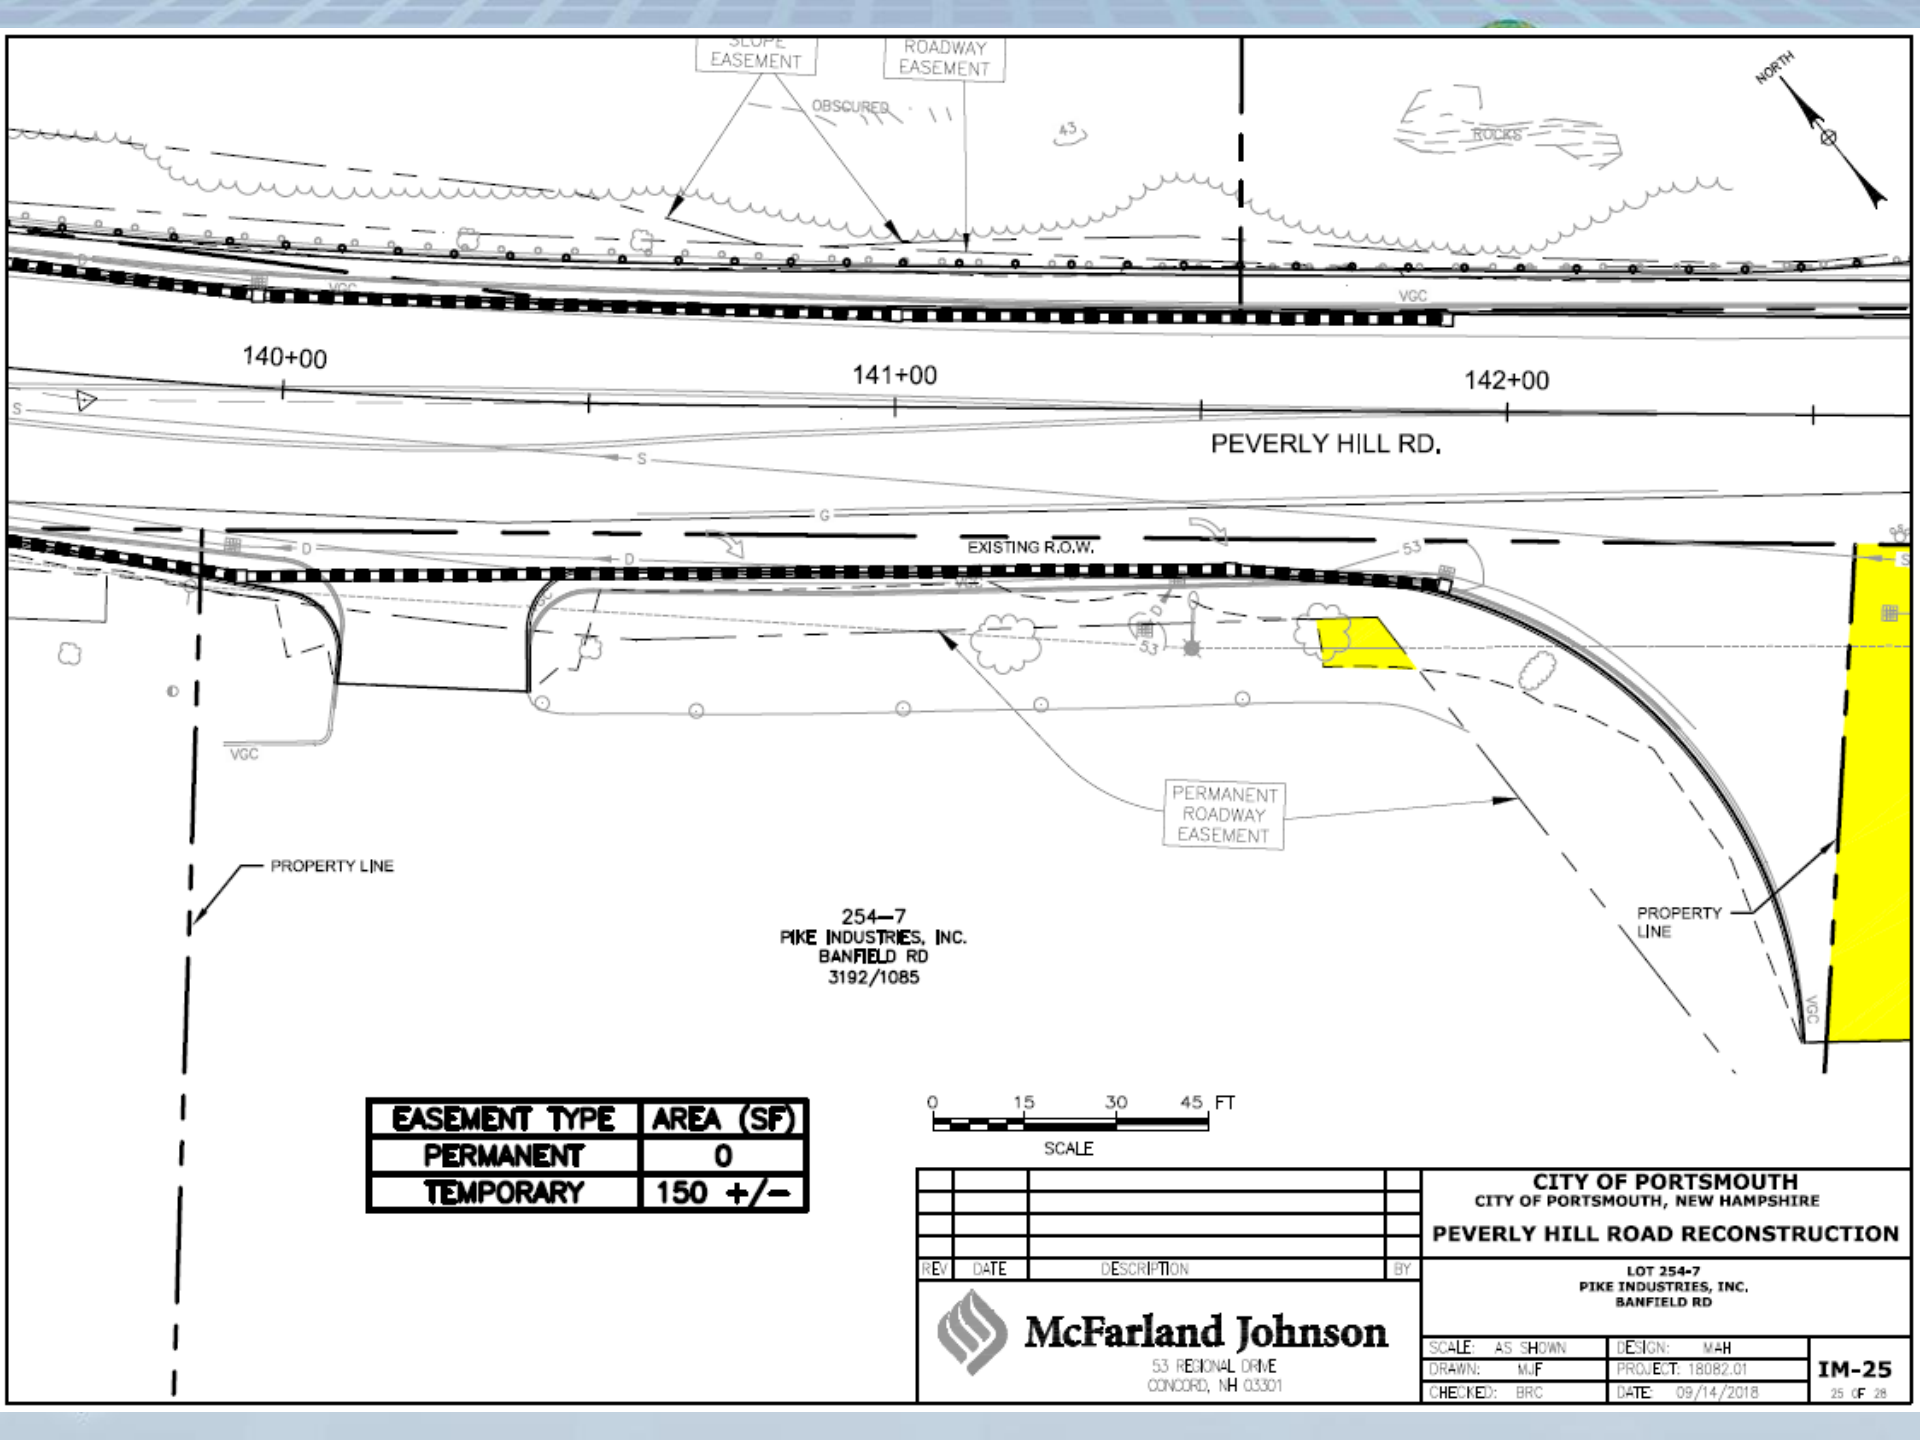 SLOPE
EASEMENT
ROADWAY
EASEMENT
OBSCURED
43
ROCKS
NORTH
D
VGC
VGC
140+00
141+00
142+00
S
S
PEVERLY HILL RD.
G
D
D
EXISTING R.O.W.
53
S
VGC
D
53
VGC
PERMANENT
ROADWAY
EASEMENT
PROPERTY LINE
PROPERTY
LINE
VGC
254-7
PIKE INDUSTRIES, INC.
BANFIELD RD
3192/1085
EASEMENT TYPE AREA (SF)
PERMANENT 0
TEMPORARY 150 +/-
0 15 30 45 FT
SCALE
REV DATE DESCRIPTION BY
McFarland Johnson
53 REGIONAL DRIVE
CONCORD, NH 03301
CITY OF PORTSMOUTH
CITY OF PORTSMOUTH, NEW HAMPSHIRE
PEVERLY HILL ROAD RECONSTRUCTION
LOT 254-7
PIKE INDUSTRIES, INC.
BANFIELD RD
SCALE: AS SHOWN DESIGN: MAH
DRAWN: MJF PROJECT: 18082.01
CHECKED: BRC DATE: 09/14/2018
IM-25
25 OF 28